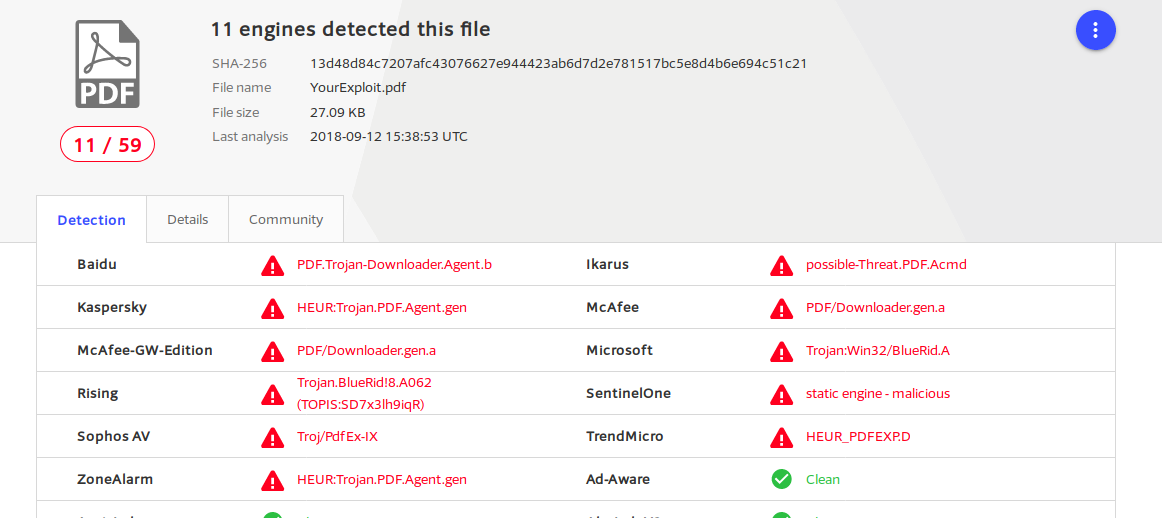 11 engines detected this file
SHA-256 13d48d84c7207afc43076627e944423ab6d7d2e781517bc5e8d4b6e694c51c21
File name YourExploit.pdf
File size 27.09 KB
Last analysis 2018-09-12 15:38:53 UTC
PDF
11 / 59
Detection Details Community
Baidu PDF.Trojan-Downloader.Agent.b Ikarus possible-Threat.PDF.Acmd
Kaspersky HEUR:Trojan.PDF.Agent.gen McAfee PDF/Downloader.gen.a
McAfee-GW-Edition PDF/Downloader.gen.a Microsoft Trojan:Win32/BlueRid.A
Rising Trojan.BlueRid!8.A062
(TOPIS:SD7x3lh9iqR) SentinelOne static engine - malicious
Sophos AV Troj/PdfEx-IX TrendMicro HEUR_PDFEXP.D
ZoneAlarm HEUR:Trojan.PDF.Agent.gen Ad-Aware Clean